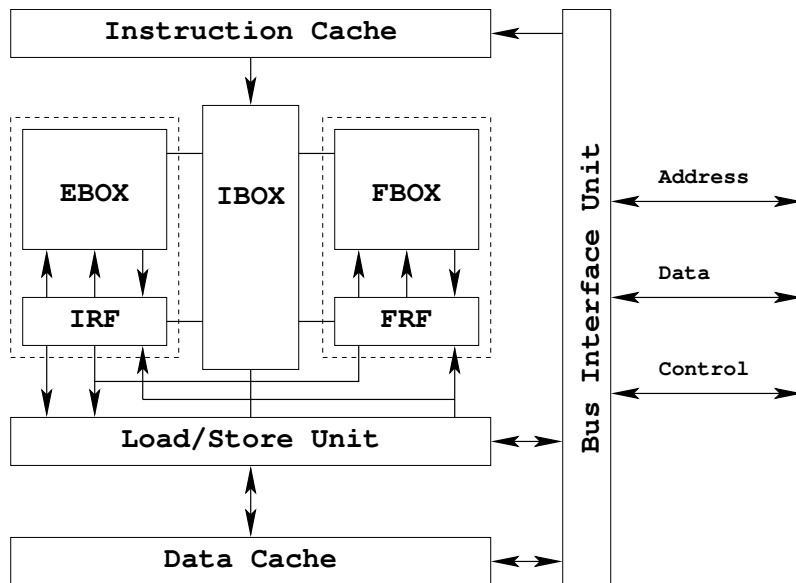 Instruction Cache
EBOX
IBOX
FBOX
IRF
FRF
Load/Store Unit
Data Cache
Bus Interface Unit
Address
Data
Control